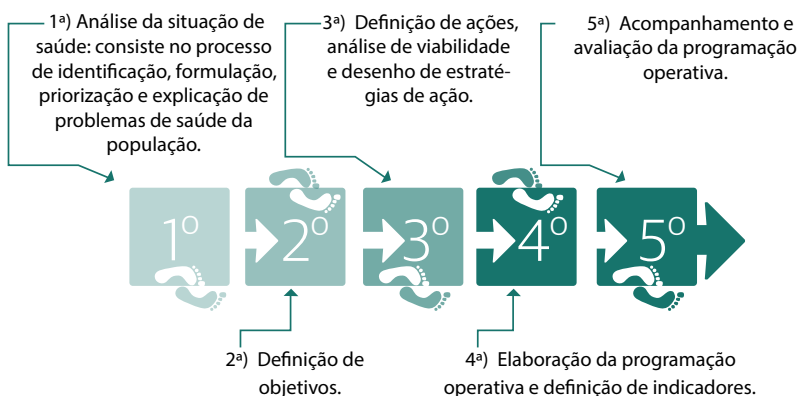 1ª) Análise da situação de
saúde: consiste no processo
de identificação, formulação,
priorização e explicação de
problemas de saúde da
população.
3ª) Definição de ações,
análise de viabilidade
e desenho de estraté-
gias de ação.
5ª) Acompanhamento e
avaliação da programação
operativa.
1º
2º
3º
4º
5º
2ª) Definição de
objetivos.
4ª) Elaboração da programação
operativa e definição de indicadores.